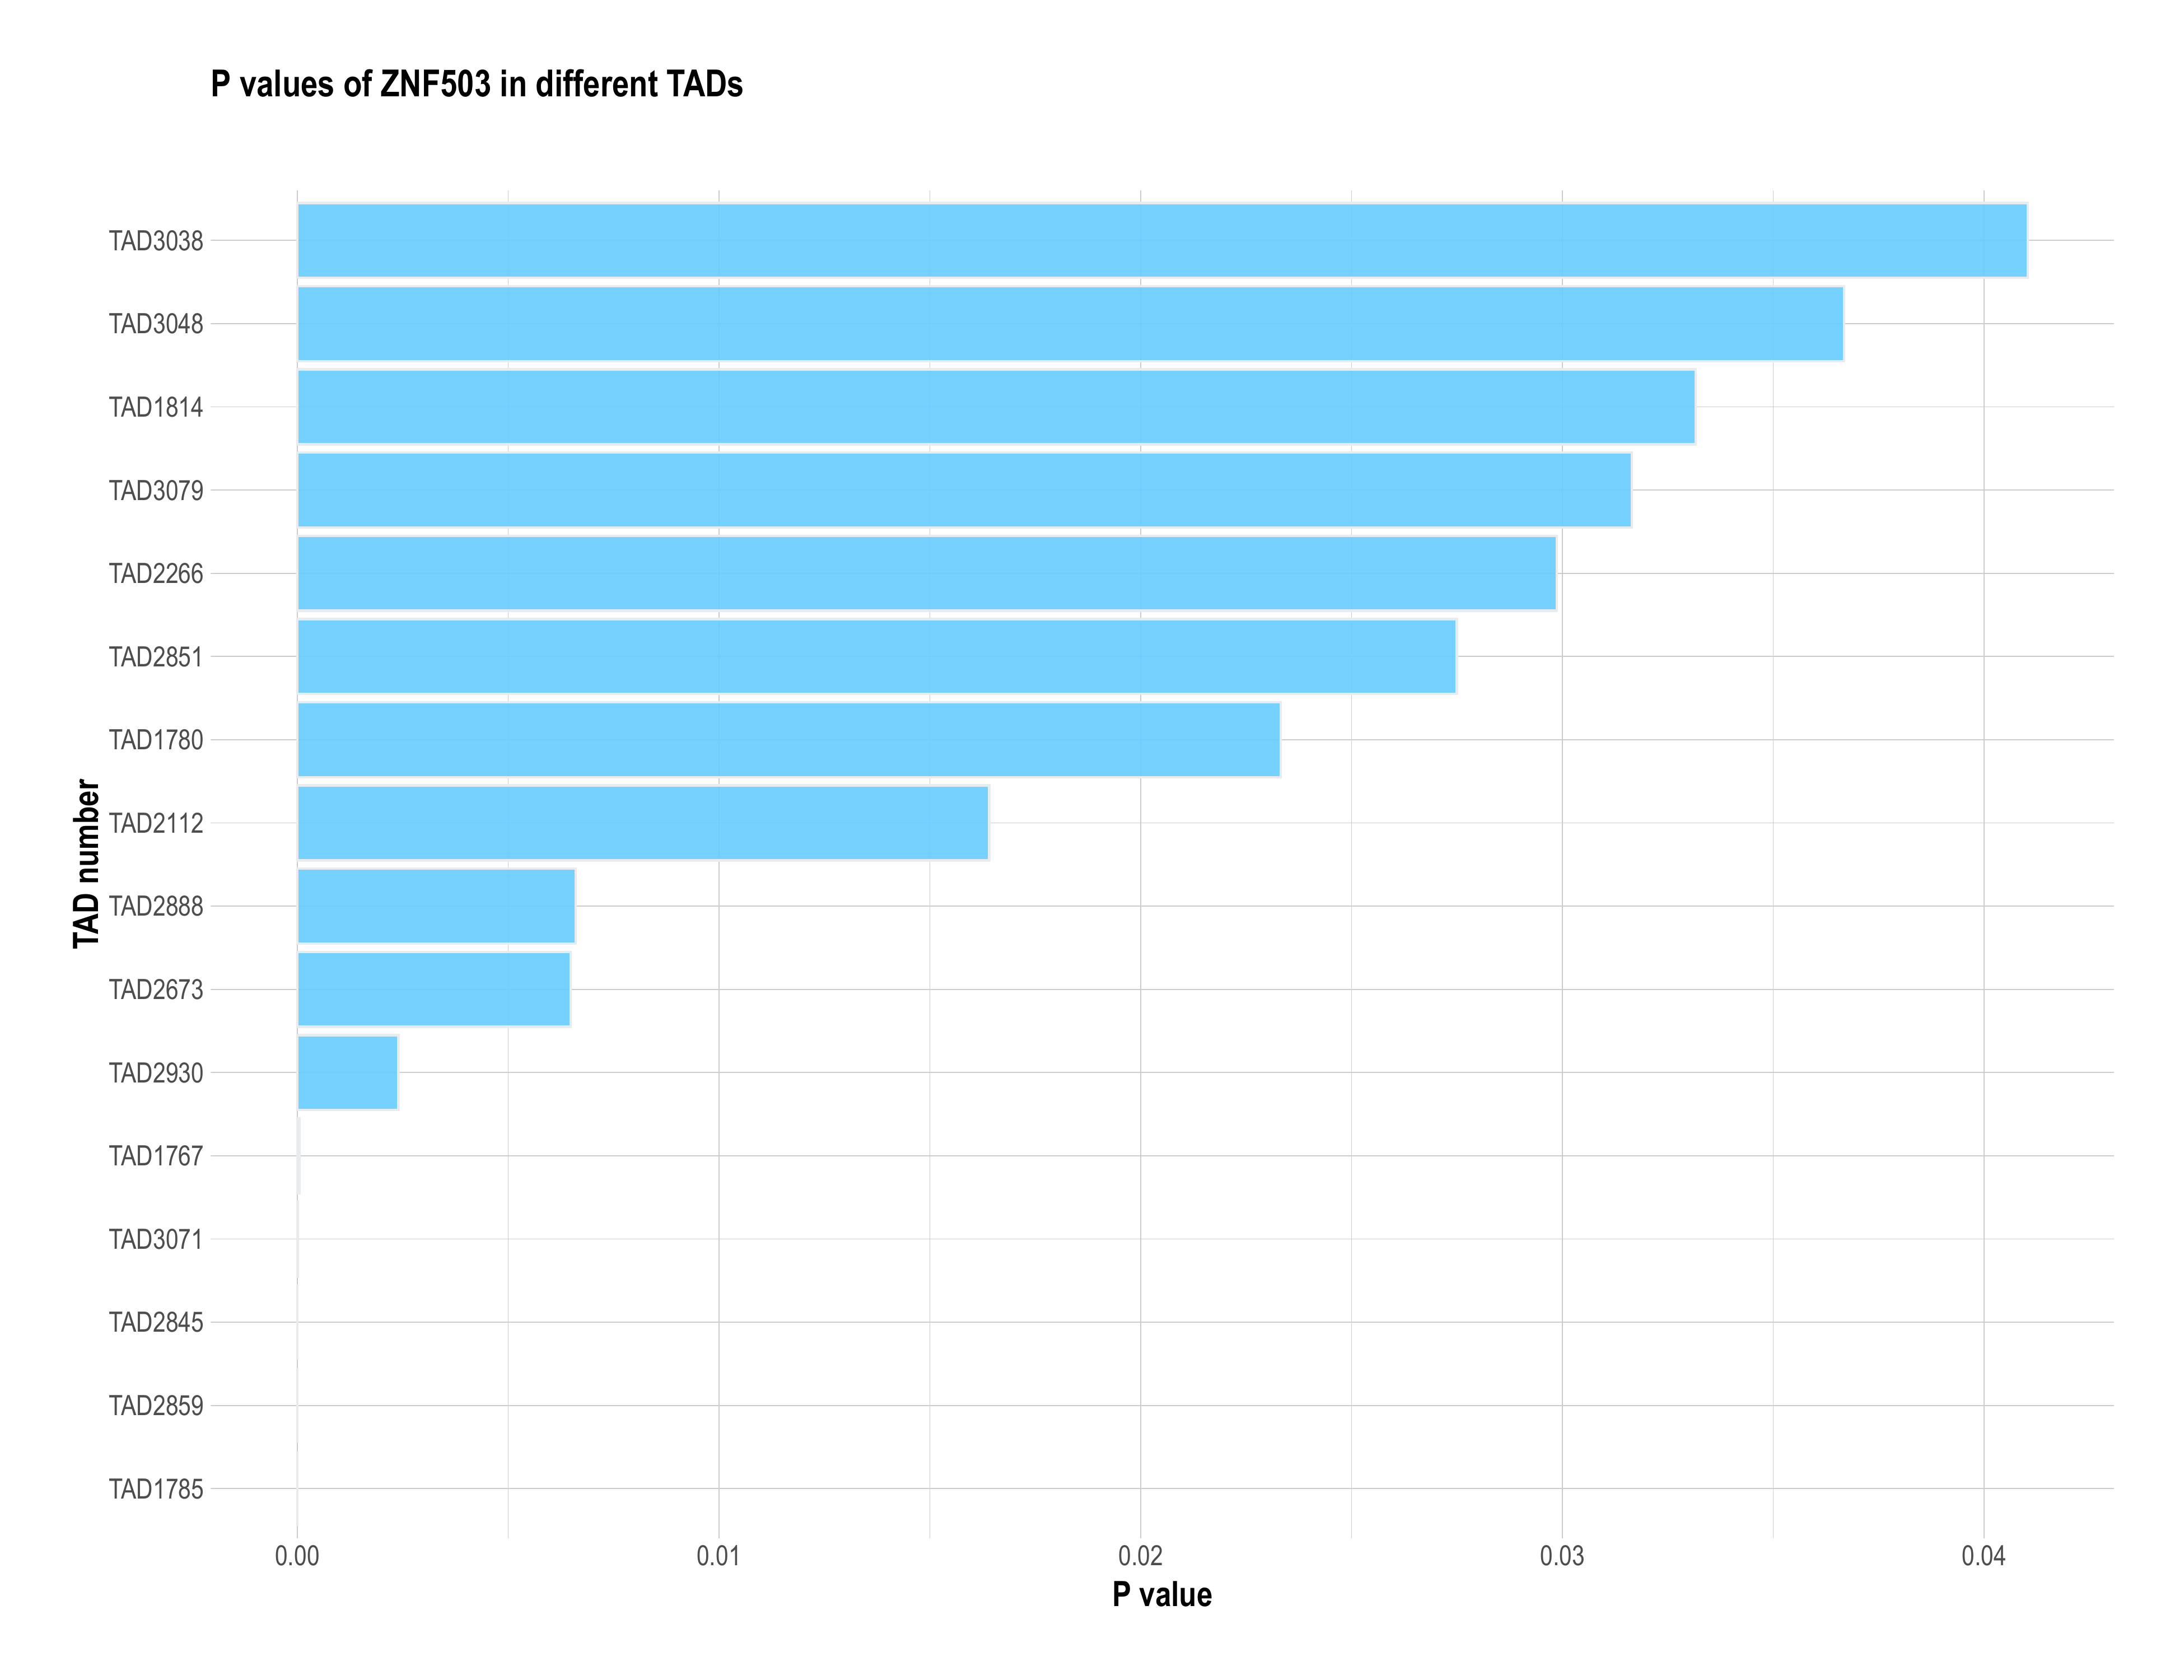 P values of ZNF503 in different TADs
TAD3038
TAD3048
TAD1814
TAD3079
TAD2266
TAD2851
TAD1780
TAD2112
TAD2888
TAD2673
TAD2930
TAD1767
TAD3071
TAD2845
TAD2859
TAD1785
TAD number
0.00 0.01 0.02 0.03 0.04
P value